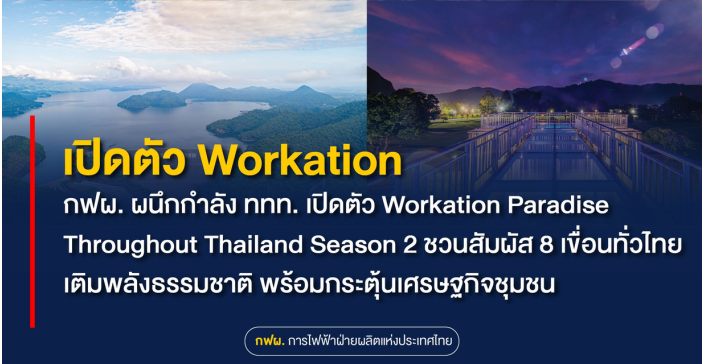 เปิดตัว Workation
กฟผ. ผนึกกำลัง ททท. เปิดตัว Workation Paradise
Throughout Thailand Season 2 ชวนสัมผัส 8 เขื่อนทั่วไทย
เติมพลังธรรมชาติ พร้อมกระตุ้นเศรษฐกิจชุมชน
กฟผ. การไฟฟ้าฝ่ายผลิตแห่งประเทศไทย